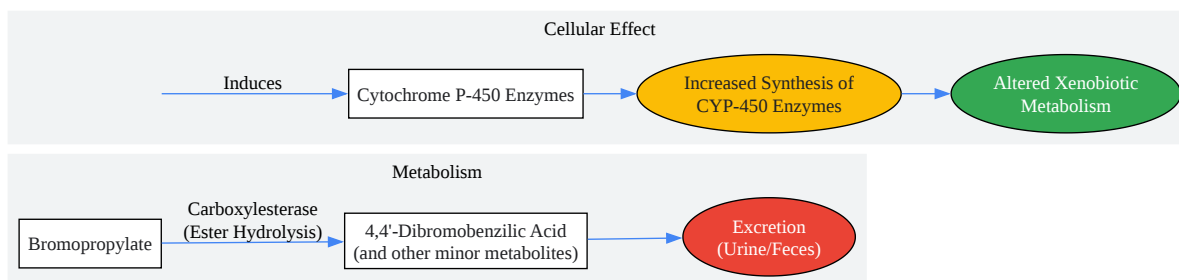 Cellular Effect
Induces
Cytochrome P-450 Enzymes
Increased Synthesis of
CYP-450 Enzymes
Altered Xenobiotic
Metabolism
Metabolism
Bromopropylate
Carboxylesterase
(Ester Hydrolysis)
4,4'-Dibromobenzilic Acid
(and other minor metabolites)
Excretion
(Urine/Feces)